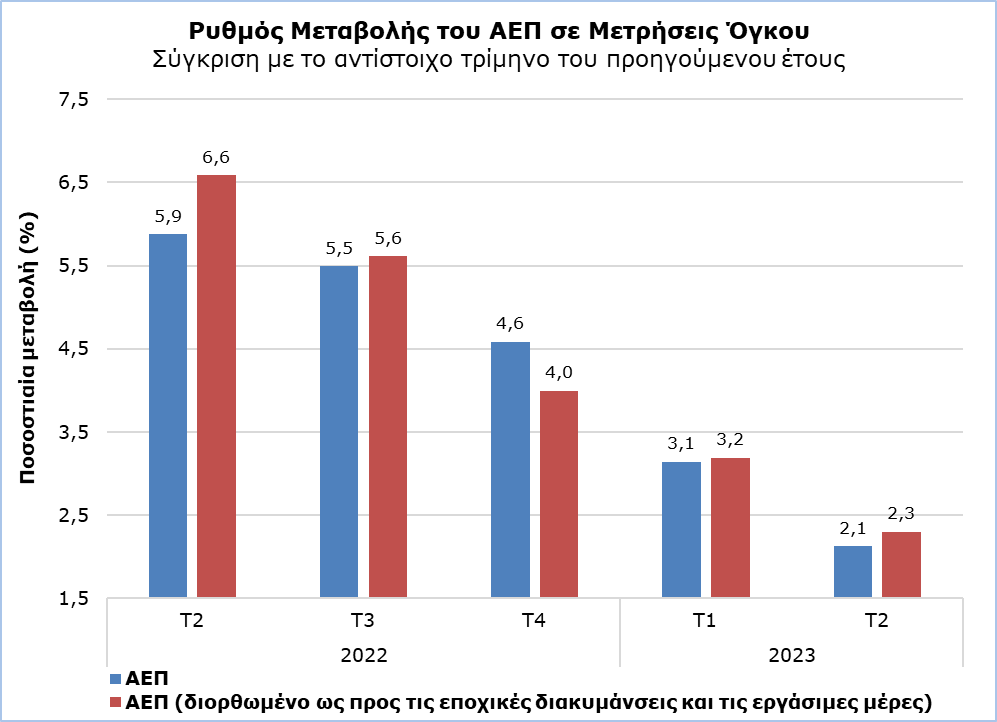 Ρυθμός Μεταβολής του ΑΕΠ σε Μετρήσεις Όγκου
Σύγκριση με το αντίστοιχο τρίμηνο του προηγούμενου έτους
Ποσοστιαία μεταβολή (%)
7,5
6,5
5,5
4,5
3,5
2,5
1,5
5,9
6,6
5,5
5,6
4,6
4,0
3,1
3,2
2,1
2,3
Τ2
Τ3
Τ4
Τ1
Τ2
2022
2023
ΑΕΠ
ΑΕΠ (διορθωμένο ως προς τις εποχικές διακυμάνσεις και τις εργάσιμες μέρες)